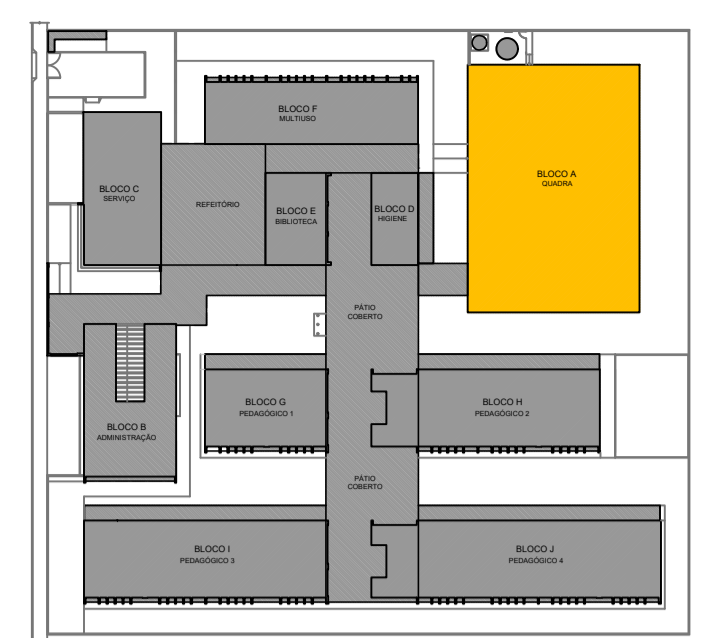 BLOCO F
MULTIUSO
BLOCO A
QUADRA
BLOCO C
SERVIÇO
REFEITÓRIO
BLOCO E
BIBLIOTECA
BLOCO D
HIGIENE
PÁTIO
COBERTO
BLOCO G
PEDAGÓGICO 1
BLOCO H
PEDAGÓGICO 2
BLOCO B
ADMINISTRAÇÃO
PÁTIO
COBERTO
BLOCO I
PEDAGÓGICO 3
BLOCO J
PEDAGÓGICO 4